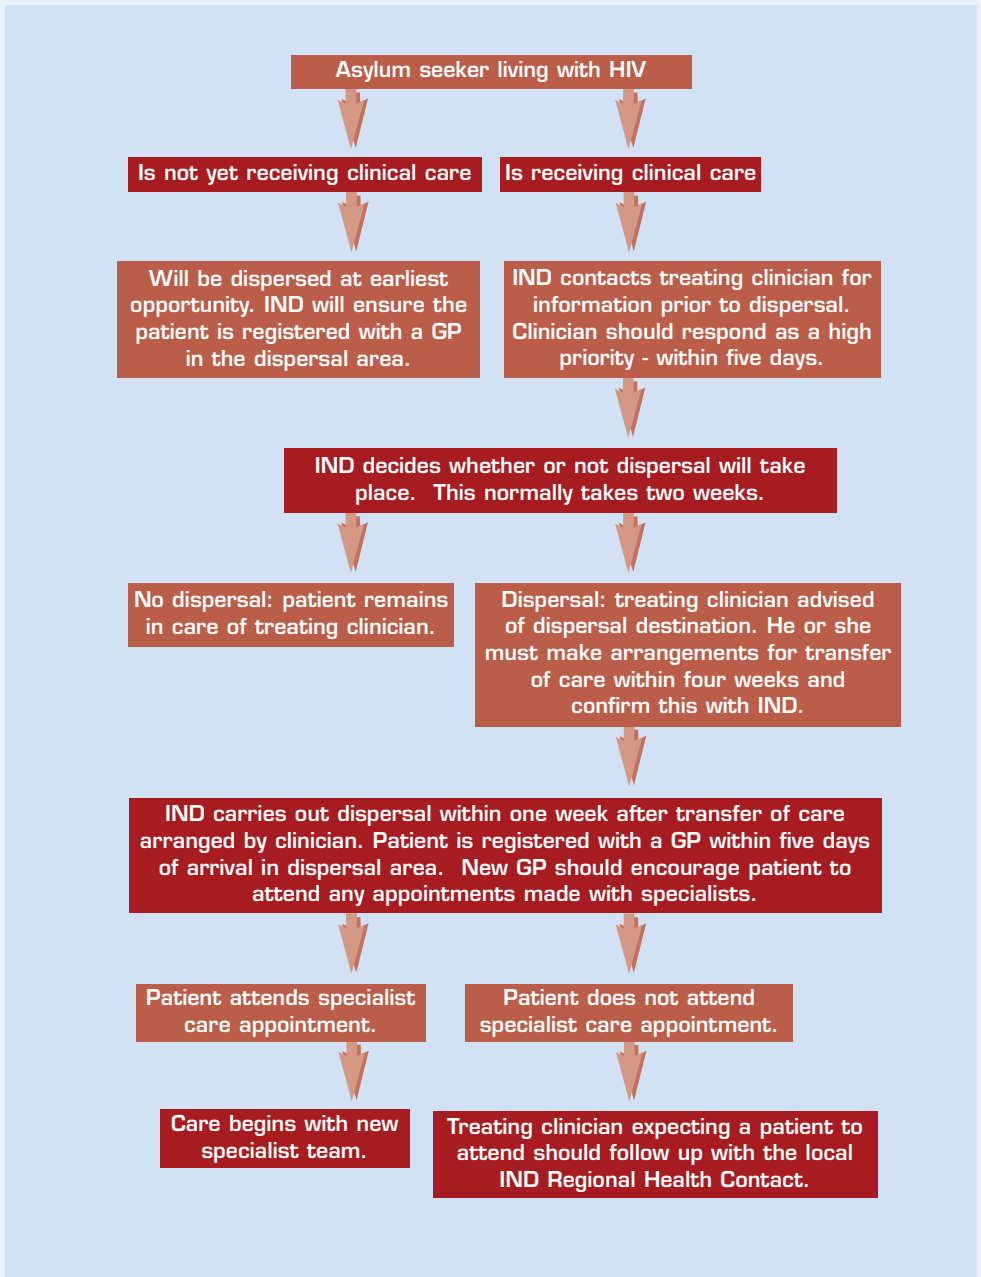 Asylum seeker living with HIV
Is not yet receiving clinical care
Is receiving clinical care
Will be dispersed at earliest
opportunity. IND will ensure the
patient is registered with a GP
in the dispersal area.
IND contacts treating clinician for
information prior to dispersal.
Clinician should respond as a high
priority - within five days.
IND decides whether or not dispersal will take
place.  This normally takes two weeks.
No dispersal: patient remains
in care of treating clinician.
Dispersal: treating clinician advised
of dispersal destination. He or she
must make arrangements for transfer
of care within four weeks and
confirm this with IND.
IND carries out dispersal within one week after transfer of care
arranged by clinician. Patient is registered with a GP within five days
of arrival in dispersal area.  New GP should encourage patient to
attend any appointments made with specialists.
Patient attends specialist
care appointment.
Patient does not attend
specialist care appointment.
Care begins with new
specialist team.
Treating clinician expecting a patient to
attend should follow up with the local
IND Regional Health Contact.